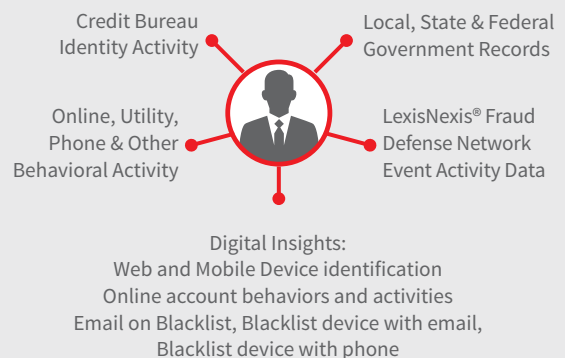 Credit Bureau
Identity Activity
Local, State & Federal
Government Records
Online, Utility,
Phone & Other
Behavioral Activity
LexisNexis® Fraud
Defense Network
Event Activity Data
Digital Insights:
Web and Mobile Device identification
Online account behaviors and activities
Email on Blacklist, Blacklist device with email,
Blacklist device with phone